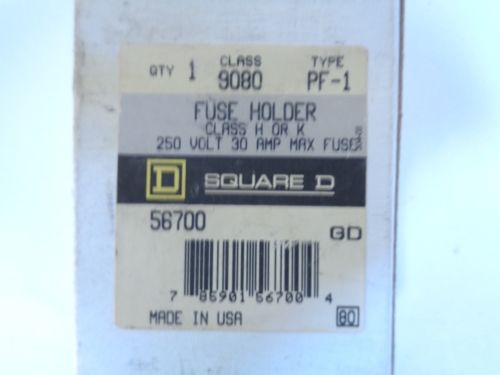 QTY 1 CLASS 9080 TYPE PF-1
FUSE HOLDER
CLASS H OR K
250 VOLT 30 AMP MAX FUSE
D SQUARE D
56700
GD
7 85901 56700 4
MADE IN USA
80